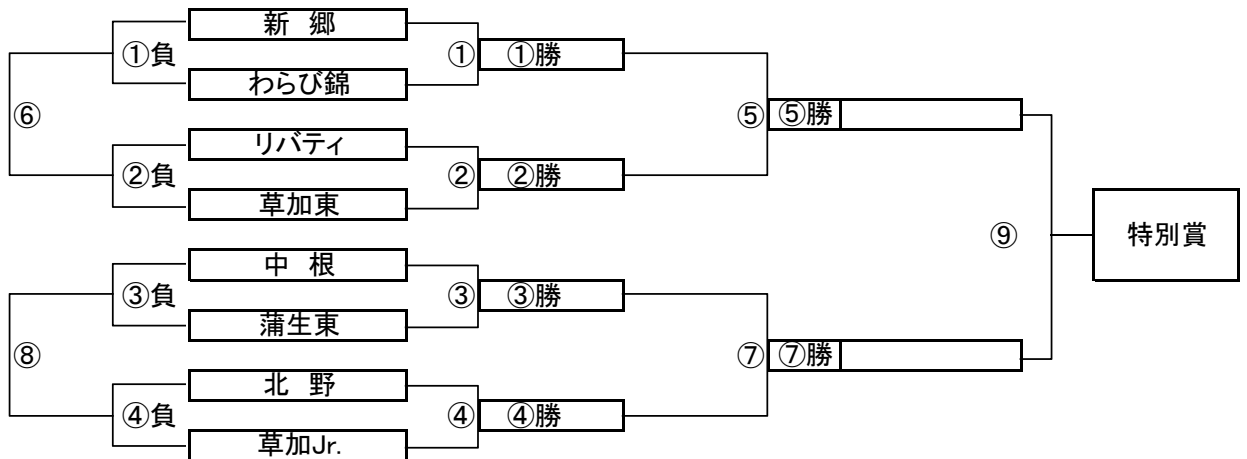 新　郷
①負
①
①勝
わらび錦
⑥
⑤
⑤勝
リバティ
②負
②
②勝
草加東
⑨
特別賞
中　根
③負
③
③勝
蒲生東
⑧
⑦
⑦勝
北　野
④負
④
④勝
草加Jr.